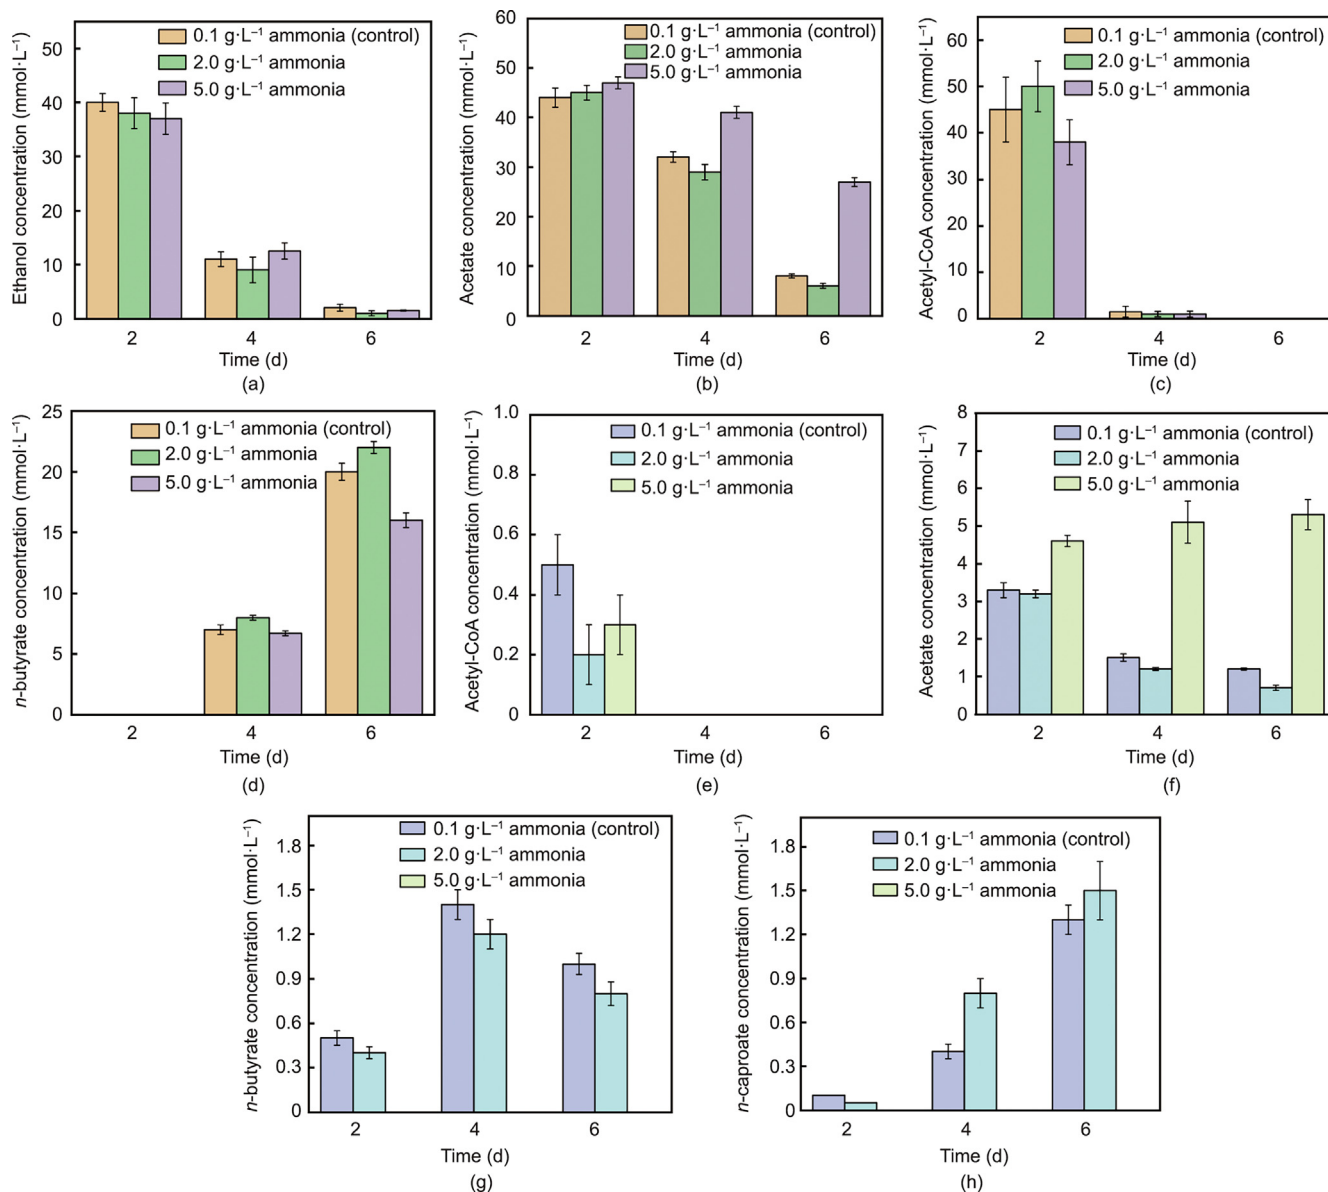 Ethanol concentration (mmol·L⁻¹)
50
40
30
20
10
0
0.1 g·L⁻¹ ammonia (control)
2.0 g·L⁻¹ ammonia
5.0 g·L⁻¹ ammonia
2 4 6
Time (d)
(a)
Acetate concentration (mmol·L⁻¹)
60
50
40
30
20
10
0
0.1 g·L⁻¹ ammonia (control)
2.0 g·L⁻¹ ammonia
5.0 g·L⁻¹ ammonia
2 4 6
Time (d)
(b)
Acetyl-CoA concentration (mmol·L⁻¹)
60
50
40
30
20
10
0
0.1 g·L⁻¹ ammonia (control)
2.0 g·L⁻¹ ammonia
5.0 g·L⁻¹ ammonia
2 4 6
Time (d)
(c)
n-butyrate concentration (mmol·L⁻¹)
25
20
15
10
5
0
0.1 g·L⁻¹ ammonia (control)
2.0 g·L⁻¹ ammonia
5.0 g·L⁻¹ ammonia
2 4 6
Time (d)
(d)
Acetyl-CoA concentration (mmol·L⁻¹)
1.0
0.8
0.6
0.4
0.2
0
0.1 g·L⁻¹ ammonia (control)
2.0 g·L⁻¹ ammonia
5.0 g·L⁻¹ ammonia
2 4 6
Time (d)
(e)
Acetate concentration (mmol·L⁻¹)
8
7
6
5
4
3
2
1
0
0.1 g·L⁻¹ ammonia (control)
2.0 g·L⁻¹ ammonia
5.0 g·L⁻¹ ammonia
2 4 6
Time (d)
(f)
n-butyrate concentration (mmol·L⁻¹)
1.8
1.5
1.2
0.9
0.6
0.3
0
0.1 g·L⁻¹ ammonia (control)
2.0 g·L⁻¹ ammonia
5.0 g·L⁻¹ ammonia
2 4 6
Time (d)
(g)
n-caproate concentration (mmol·L⁻¹)
1.8
1.5
1.2
0.9
0.6
0.3
0
0.1 g·L⁻¹ ammonia (control)
2.0 g·L⁻¹ ammonia
5.0 g·L⁻¹ ammonia
2 4 6
Time (d)
(h)